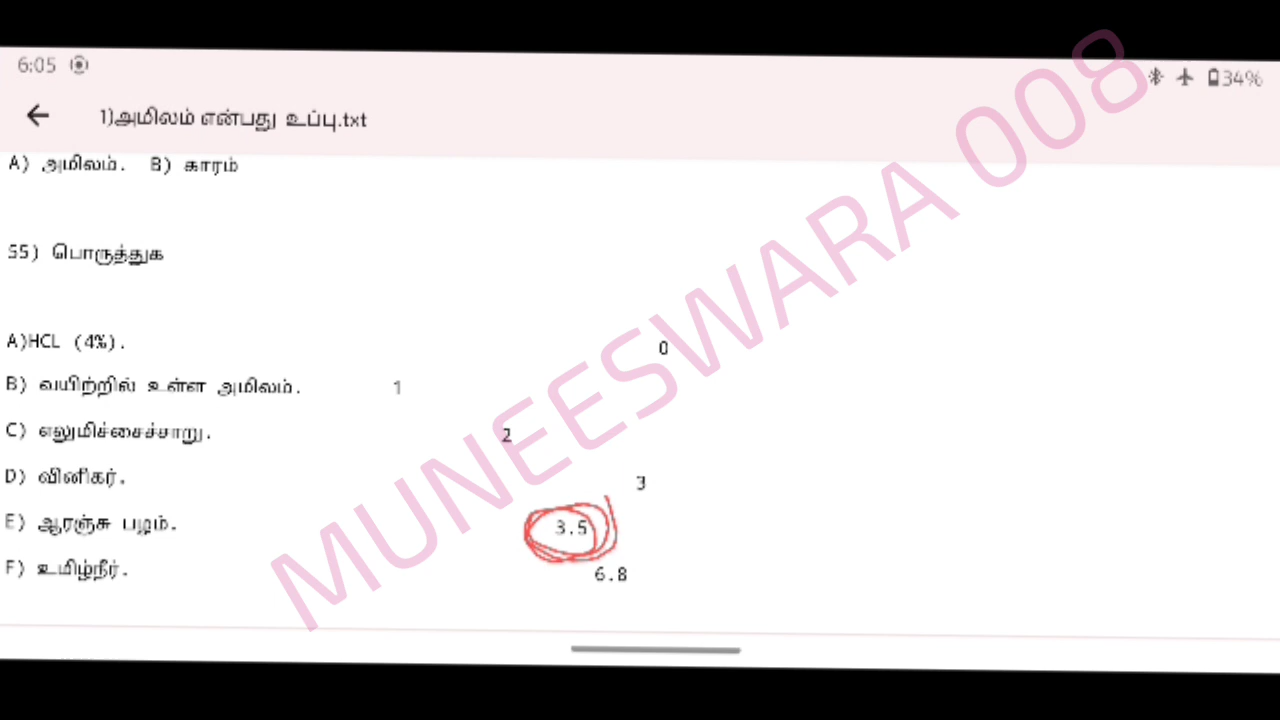 6:05 34%
1)அமிலம் என்பது உப்பு.txt
A) அமிலம். B) காரம்
55) பொருத்துக
A)HCL (4%). 0
B) வயிற்றில் உள்ள அமிலம். 1
C) எலுமிச்சைச்சாறு. 2
D) வினிகர். 3
E) ஆரஞ்சு பழம். 3.5
F) உமிழ்நீர். 6.8
MUNEESWARA 008